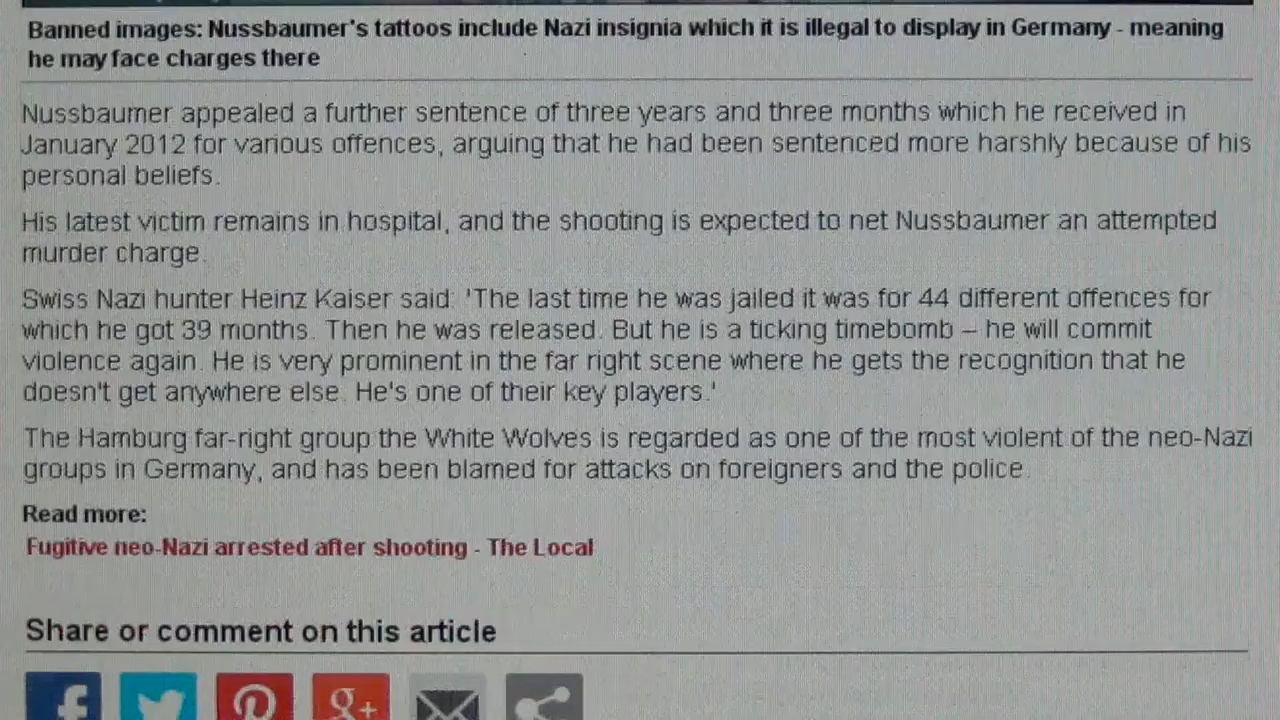 Banned images: Nussbaumer's tattoos include Nazi insignia which it is illegal to display in Germany - meaning
he may face charges there
Nussbaumer appealed a further sentence of three years and three months which he received in
January 2012 for various offences, arguing that he had been sentenced more harshly because of his
personal beliefs.
His latest victim remains in hospital, and the shooting is expected to net Nussbaumer an attempted
murder charge.
Swiss Nazi hunter Heinz Kaiser said: 'The last time he was jailed it was for 44 different offences for
which he got 39 months. Then he was released. But he is a ticking timebomb – he will commit
violence again. He is very prominent in the far right scene where he gets the recognition that he
doesn't get anywhere else. He's one of their key players.'
The Hamburg far-right group the White Wolves is regarded as one of the most violent of the neo-Nazi
groups in Germany, and has been blamed for attacks on foreigners and the police.
Read more:
Fugitive neo-Nazi arrested after shooting - The Local
Share or comment on this article
f
g+